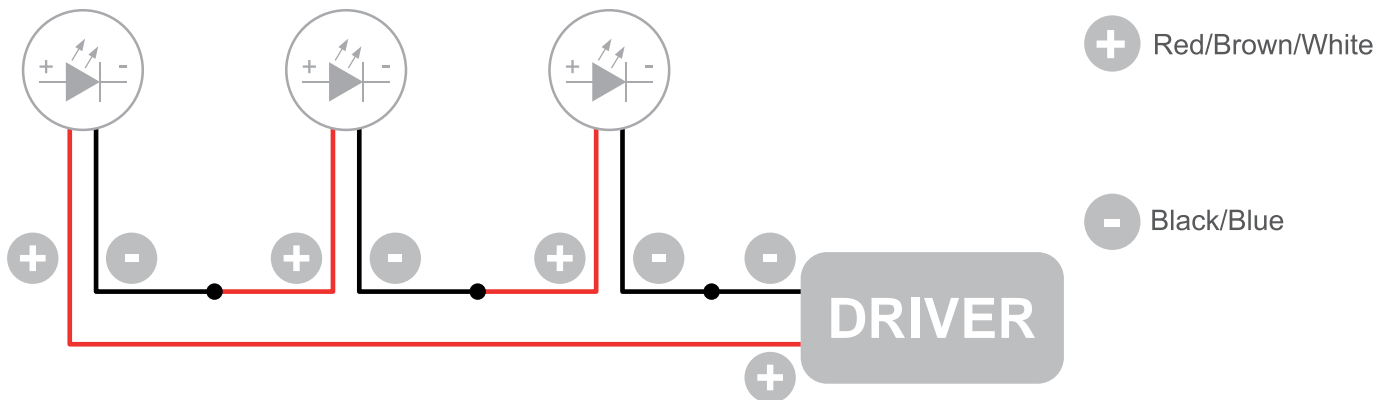 + -
+ -
+ -
+ Red/Brown/White
- Black/Blue
+ - + - + - -
DRIVER
+